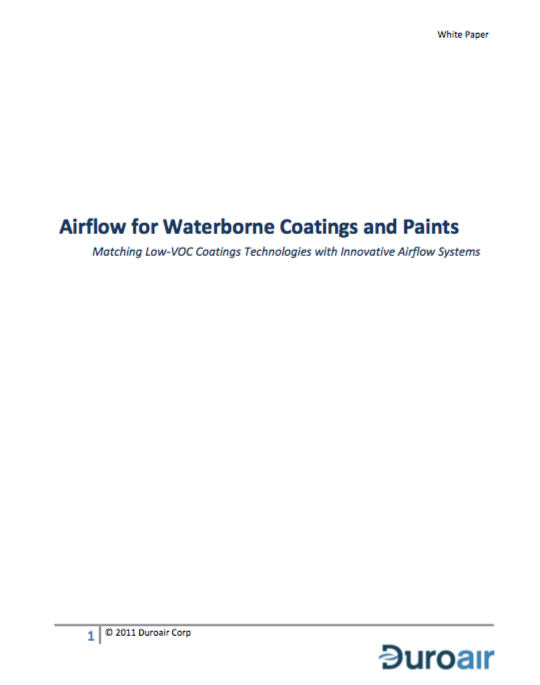 White Paper
Airflow for Waterborne Coatings and Paints
Matching Low-VOC Coatings Technologies with Innovative Airflow Systems
1
© 2011 Duroair Corp
Duroair